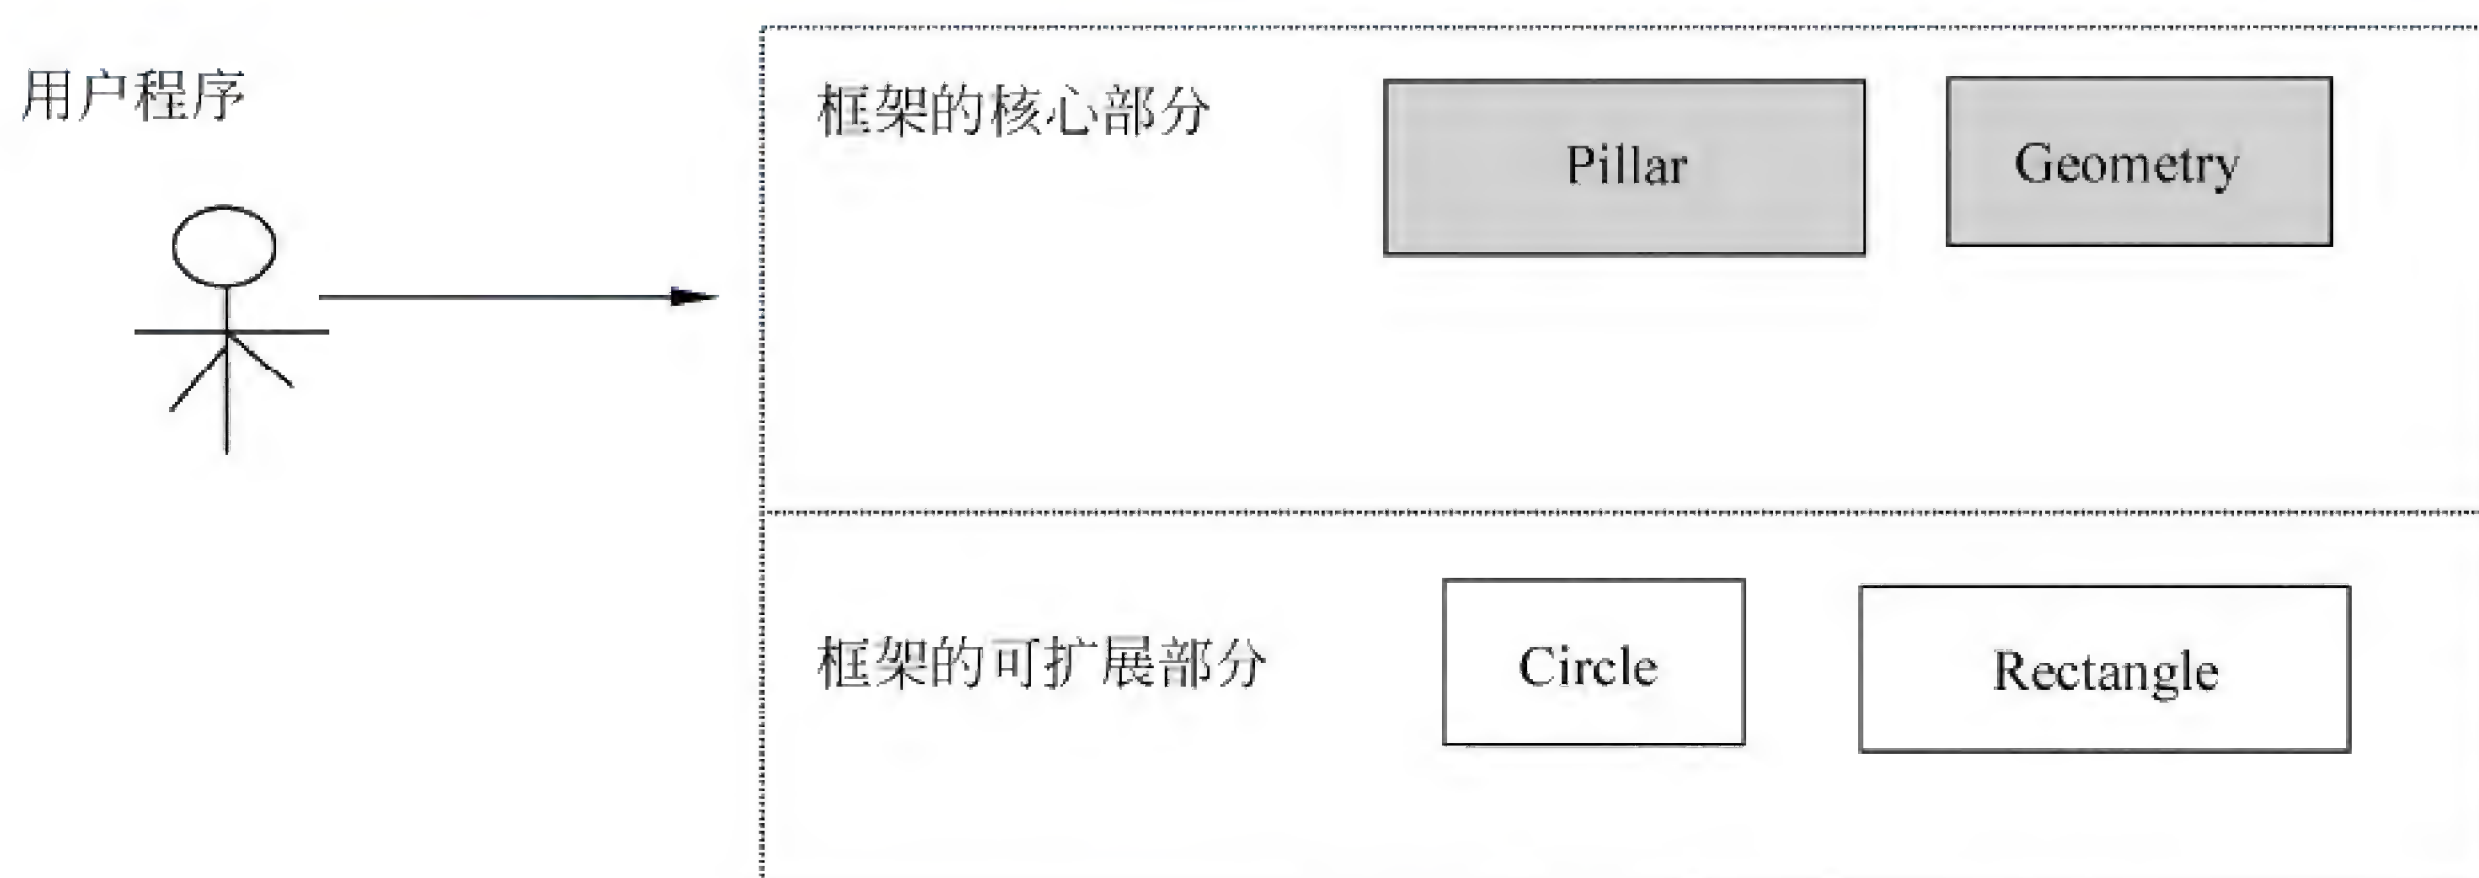 用户程序
框架的核心部分
Pillar
Geometry
框架的可扩展部分
Circle
Rectangle